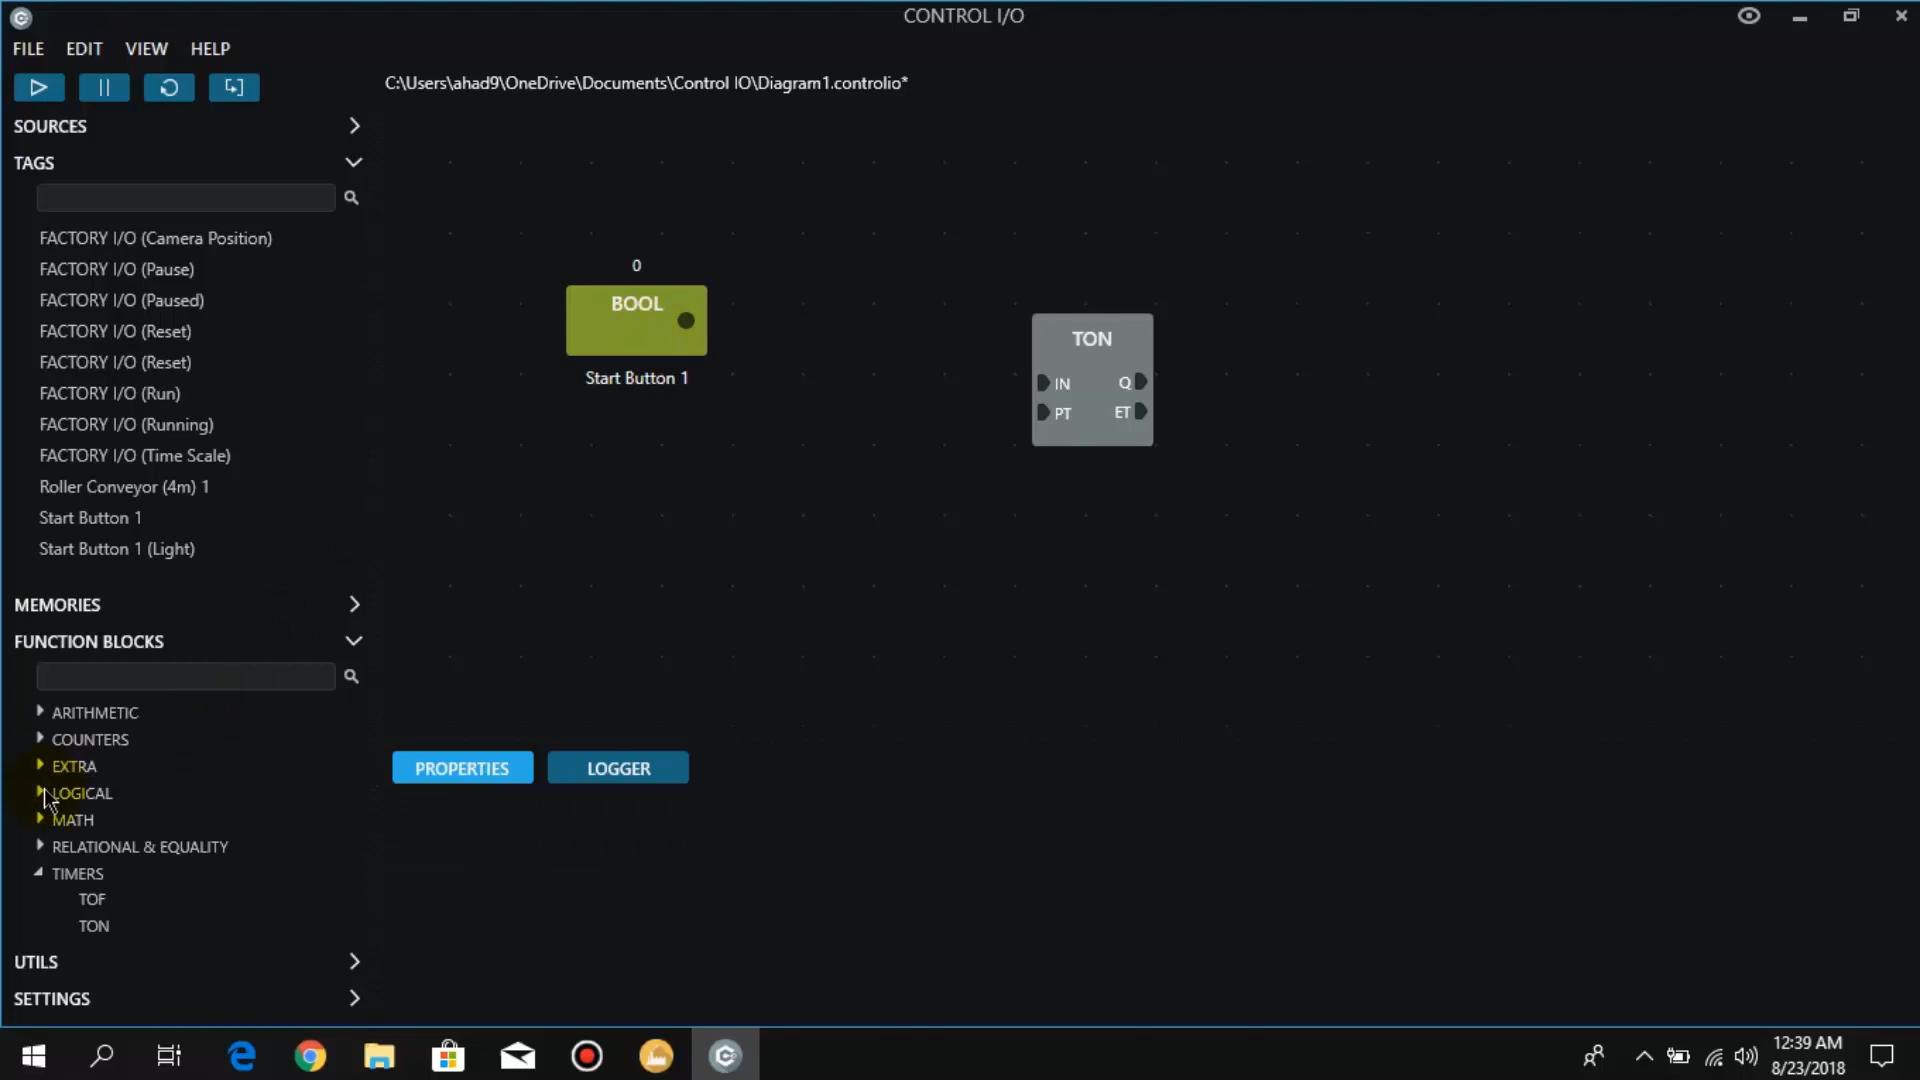 CONTROL I/O
FILE EDIT VIEW HELP
C:\Users\ahad9\OneDrive\Documents\Control IO\Diagram1.controlio*
SOURCES
TAGS
FACTORY I/O (Camera Position)
FACTORY I/O (Pause)
FACTORY I/O (Paused)
FACTORY I/O (Reset)
FACTORY I/O (Reset)
FACTORY I/O (Run)
FACTORY I/O (Running)
FACTORY I/O (Time Scale)
Roller Conveyor (4m) 1
Start Button 1
Start Button 1 (Light)
MEMORIES
FUNCTION BLOCKS
ARITHMETIC
COUNTERS
EXTRA
LOGICAL
MATH
RELATIONAL & EQUALITY
TIMERS
TOF
TON
UTILS
SETTINGS
0
BOOL
Start Button 1
TON
IN Q
PT ET
PROPERTIES LOGGER
12:39 AM
8/23/2018